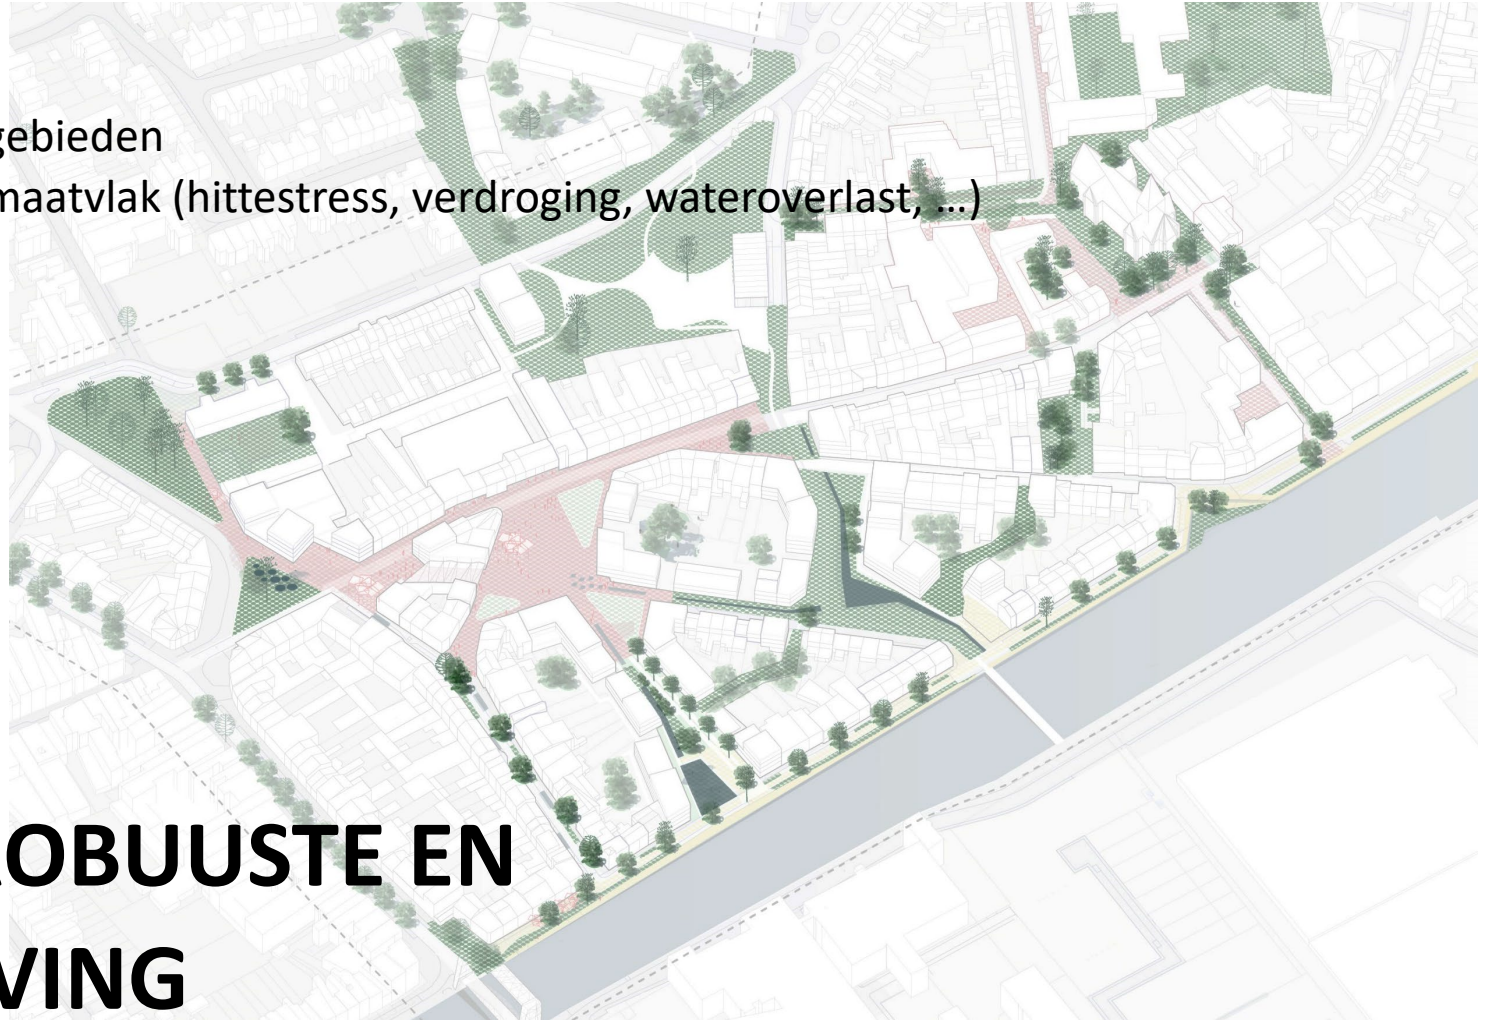 gebieden
maatvlak (hittestress, verdroging, wateroverlast, …)
OBUUSTE EN
VING